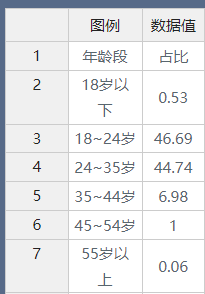 图例 数据值
1 年龄段 占比
2 18岁以
下 0.53
3 18~24岁 46.69
4 24~35岁 44.74
5 35~44岁 6.98
6 45~54岁 1
7 55岁以
上 0.06